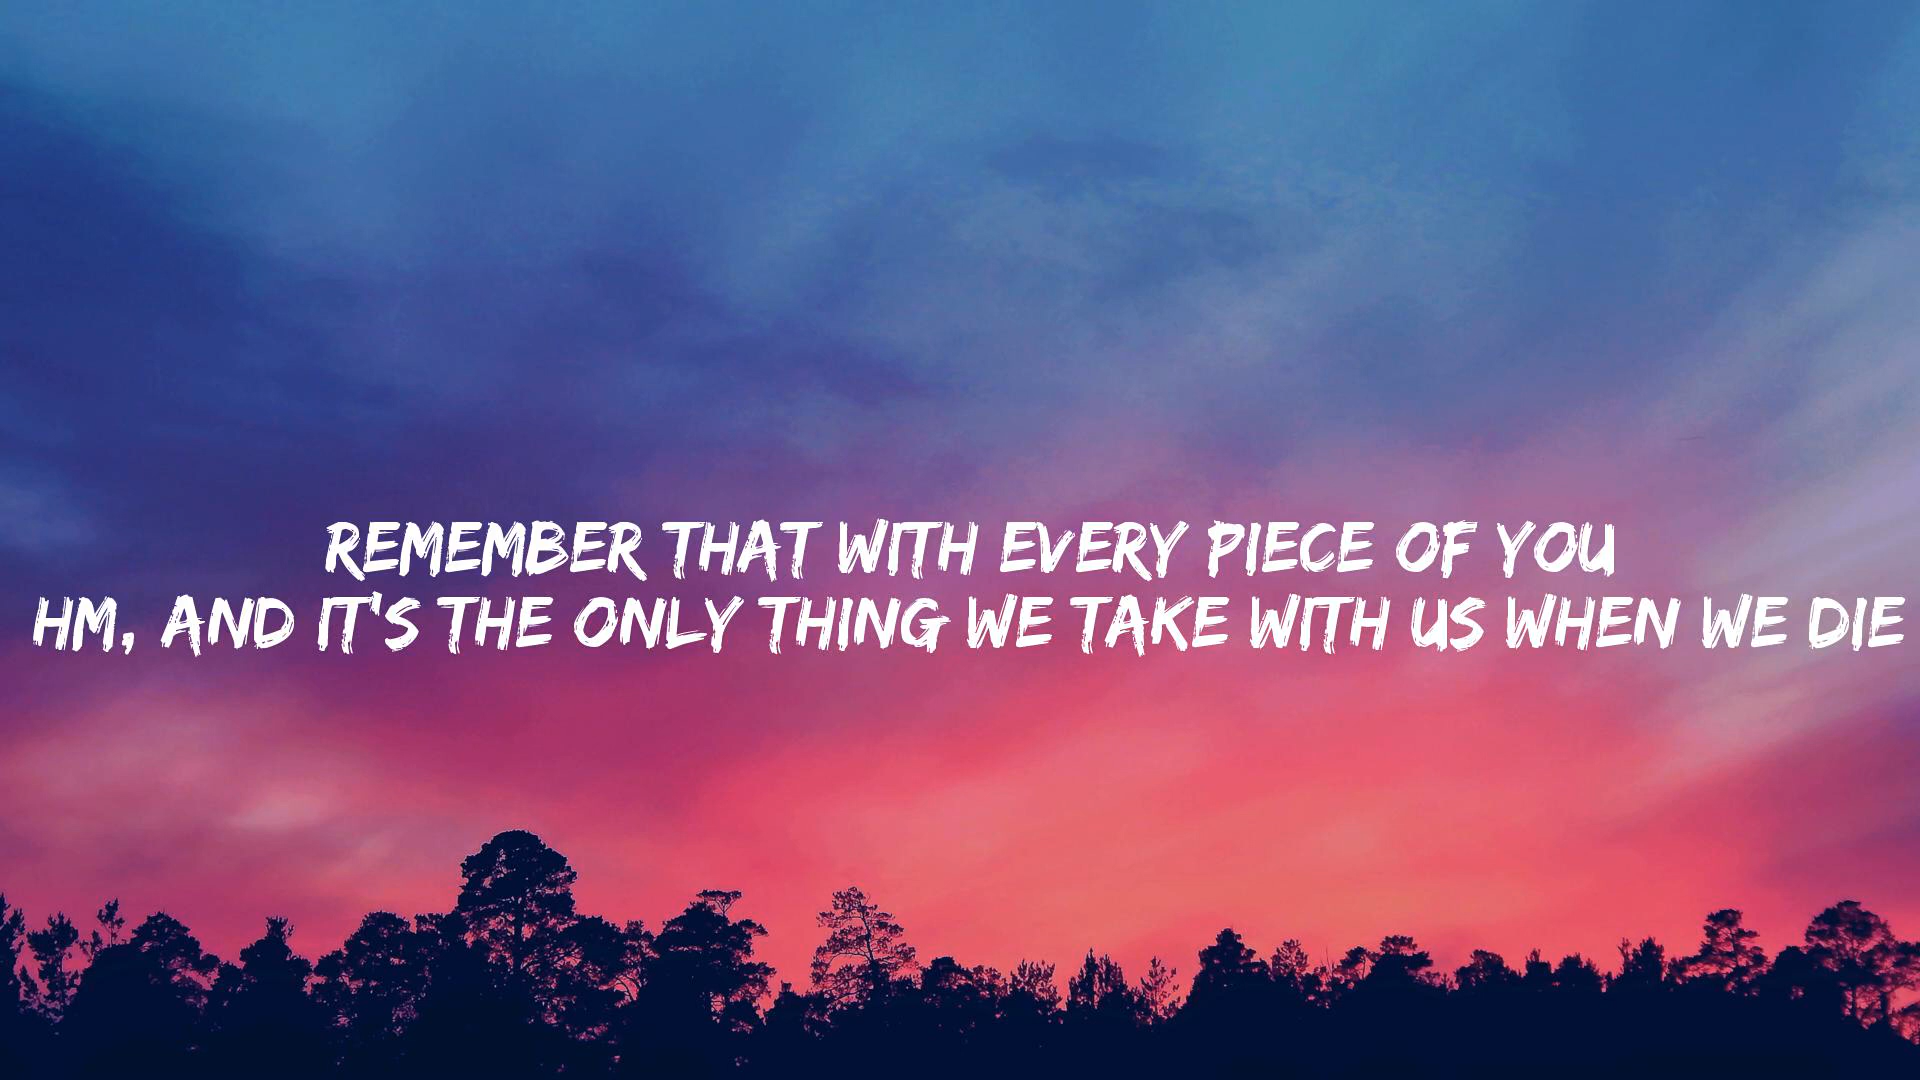 REMEMBER THAT WITH EVERY PIECE OF YOU
HM, AND IT'S THE ONLY THING WE TAKE WITH US WHEN WE DIE